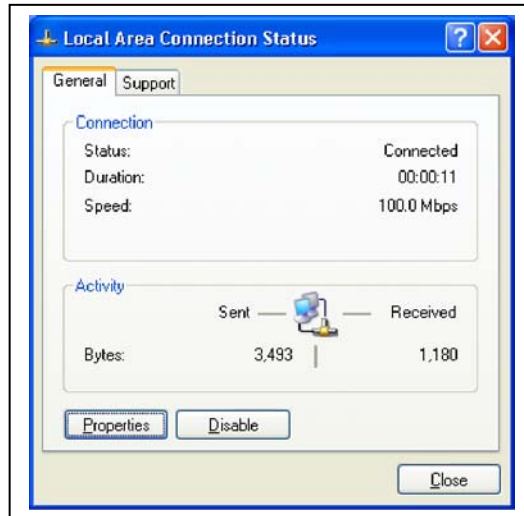 Local Area Connection Status
General Support
Connection
Status: Connected
Duration: 00:00:11
Speed: 100.0 Mbps
Activity
Sent Received
Bytes: 3,493 1,180
Properties Disable
Close